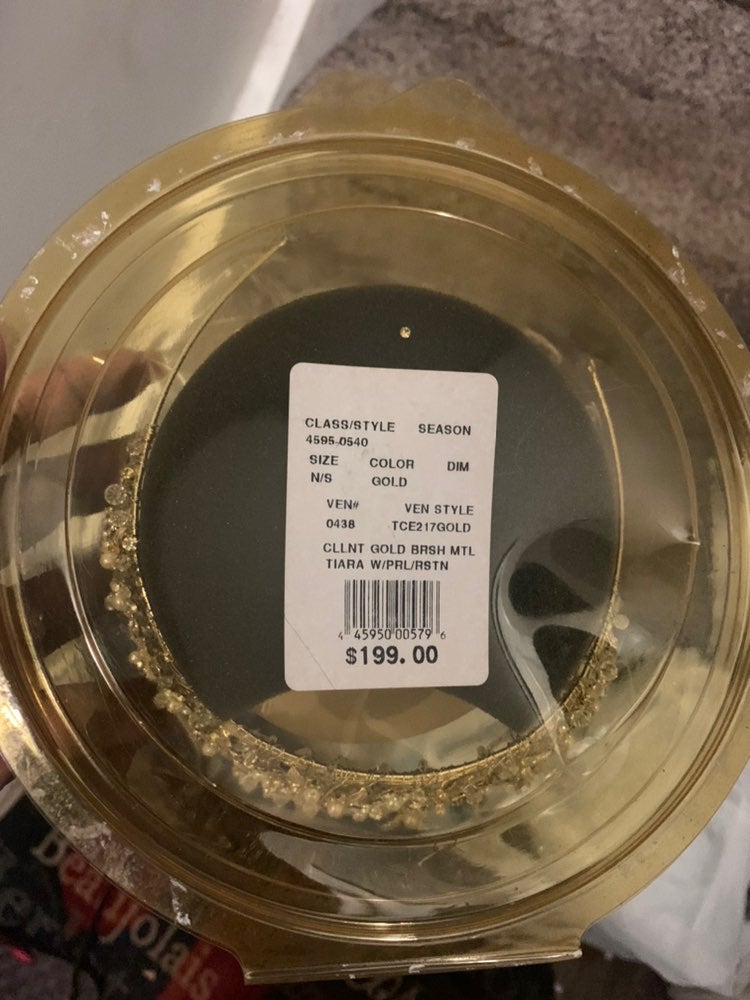 CLASS/STYLE SEASON
4595-0540
SIZE COLOR DIM
N/S GOLD
VEN# VEN STYLE
0438 TCE217GOLD
CLLNT GOLD BRSH MTL
TIARA W/PRL/RSTN
4 45950 00579 6
$199.00
Beaujolais